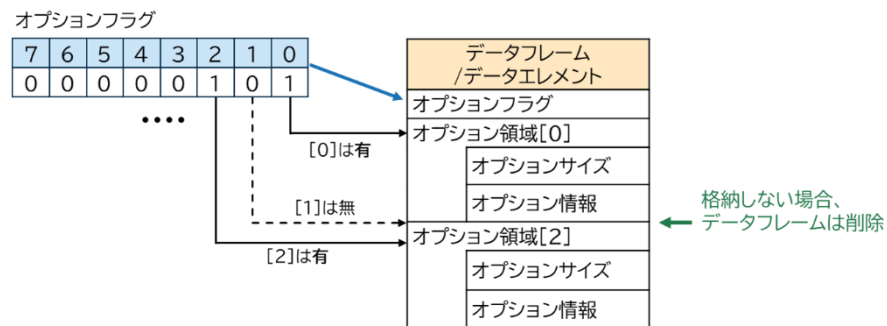 オプションフラグ
7 6 5 4 3 2 1 0
0 0 0 0 0 1 0 1
••••
[0]は有
[1]は無
[2]は有
データフレーム
/データエレメント
オプションフラグ
オプション領域[0]
オプションサイズ
オプション情報
オプション領域[2]
オプションサイズ
オプション情報
格納しない場合、
データフレームは削除